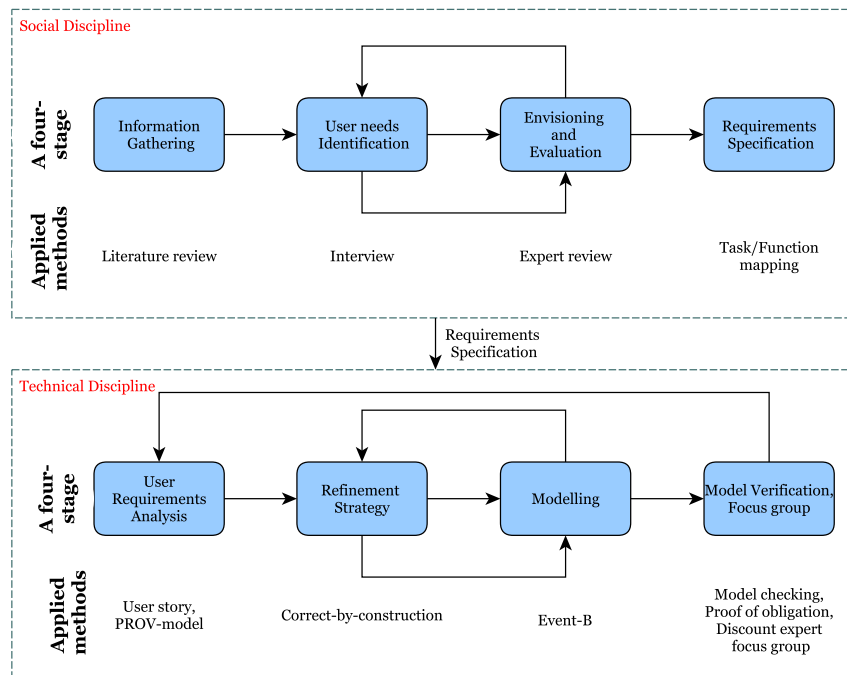 Social Discipline
A four-
stage
Information
Gathering
User needs
Identification
Envisioning
and
Evaluation
Requirements
Specification
Applied
methods
Literature review
Interview
Expert review
Task/Function
mapping
Requirements
Specification
Technical Discipline
A four-
stage
User
Requirements
Analysis
Refinement
Strategy
Modelling
Model Verification,
Focus group
Applied
methods
User story,
PROV-model
Correct-by-construction
Event-B
Model checking,
Proof of obligation,
Discount expert
focus group